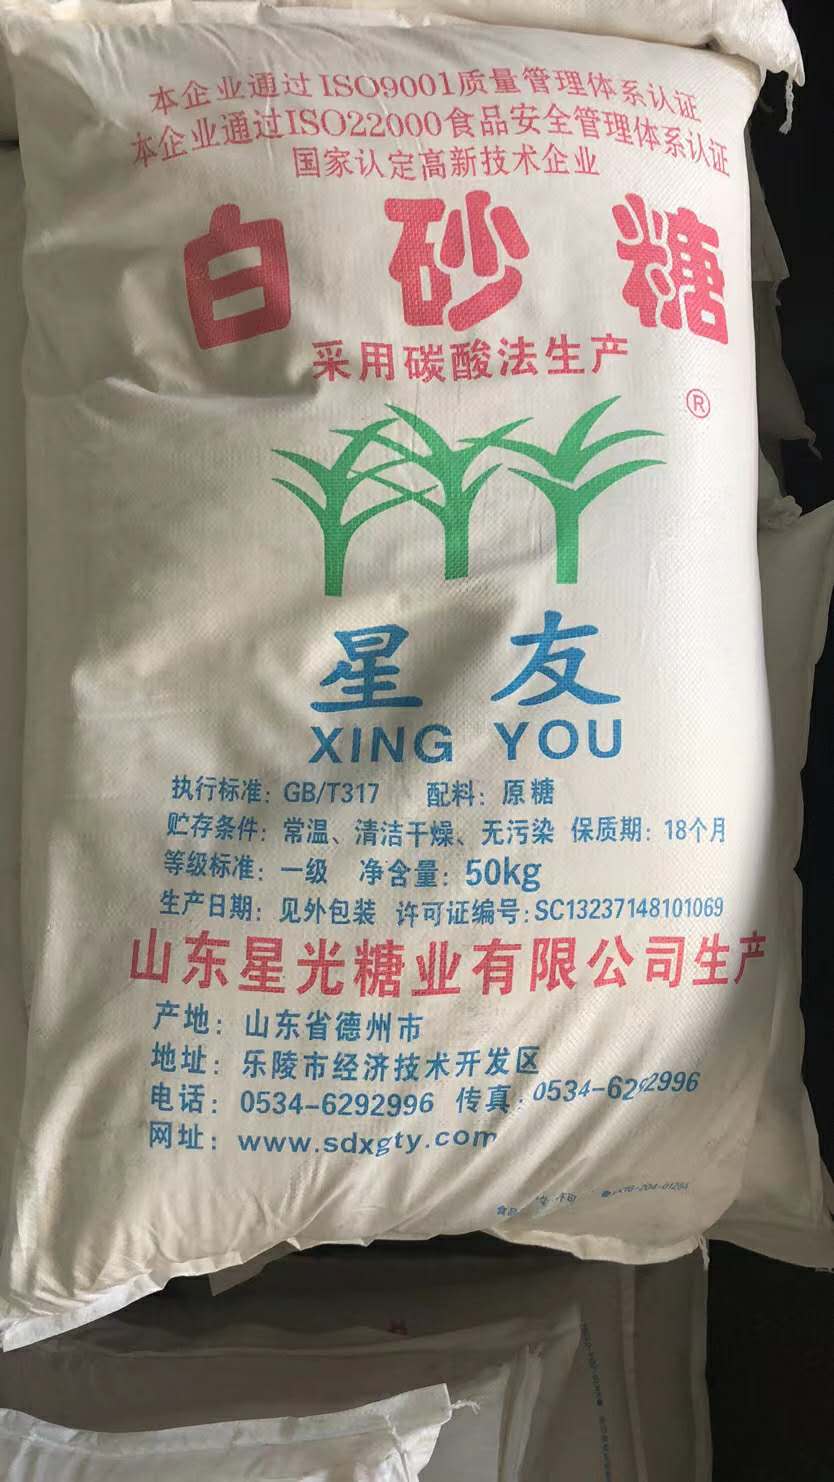 本企业通过ISO9001质量管理体系认证
本企业通过ISO22000食品安全管理体系认证
国家认定高新技术企业
白砂糖
采用碳酸法生产
®
星友
XING YOU
执行标准：GB/T317 配料：原糖
贮存条件：常温、清洁干燥、无污染 保质期：18个月
等级标准：一级 净含量：50kg
生产日期：见外包装 许可证编号：SC13237148101069
山东星光糖业有限公司生产
产地：山东省德州市
地址：乐陵市经济技术开发区
电话：0534-6292996 传真：0534-6292996
网址：www.sdxgty.com